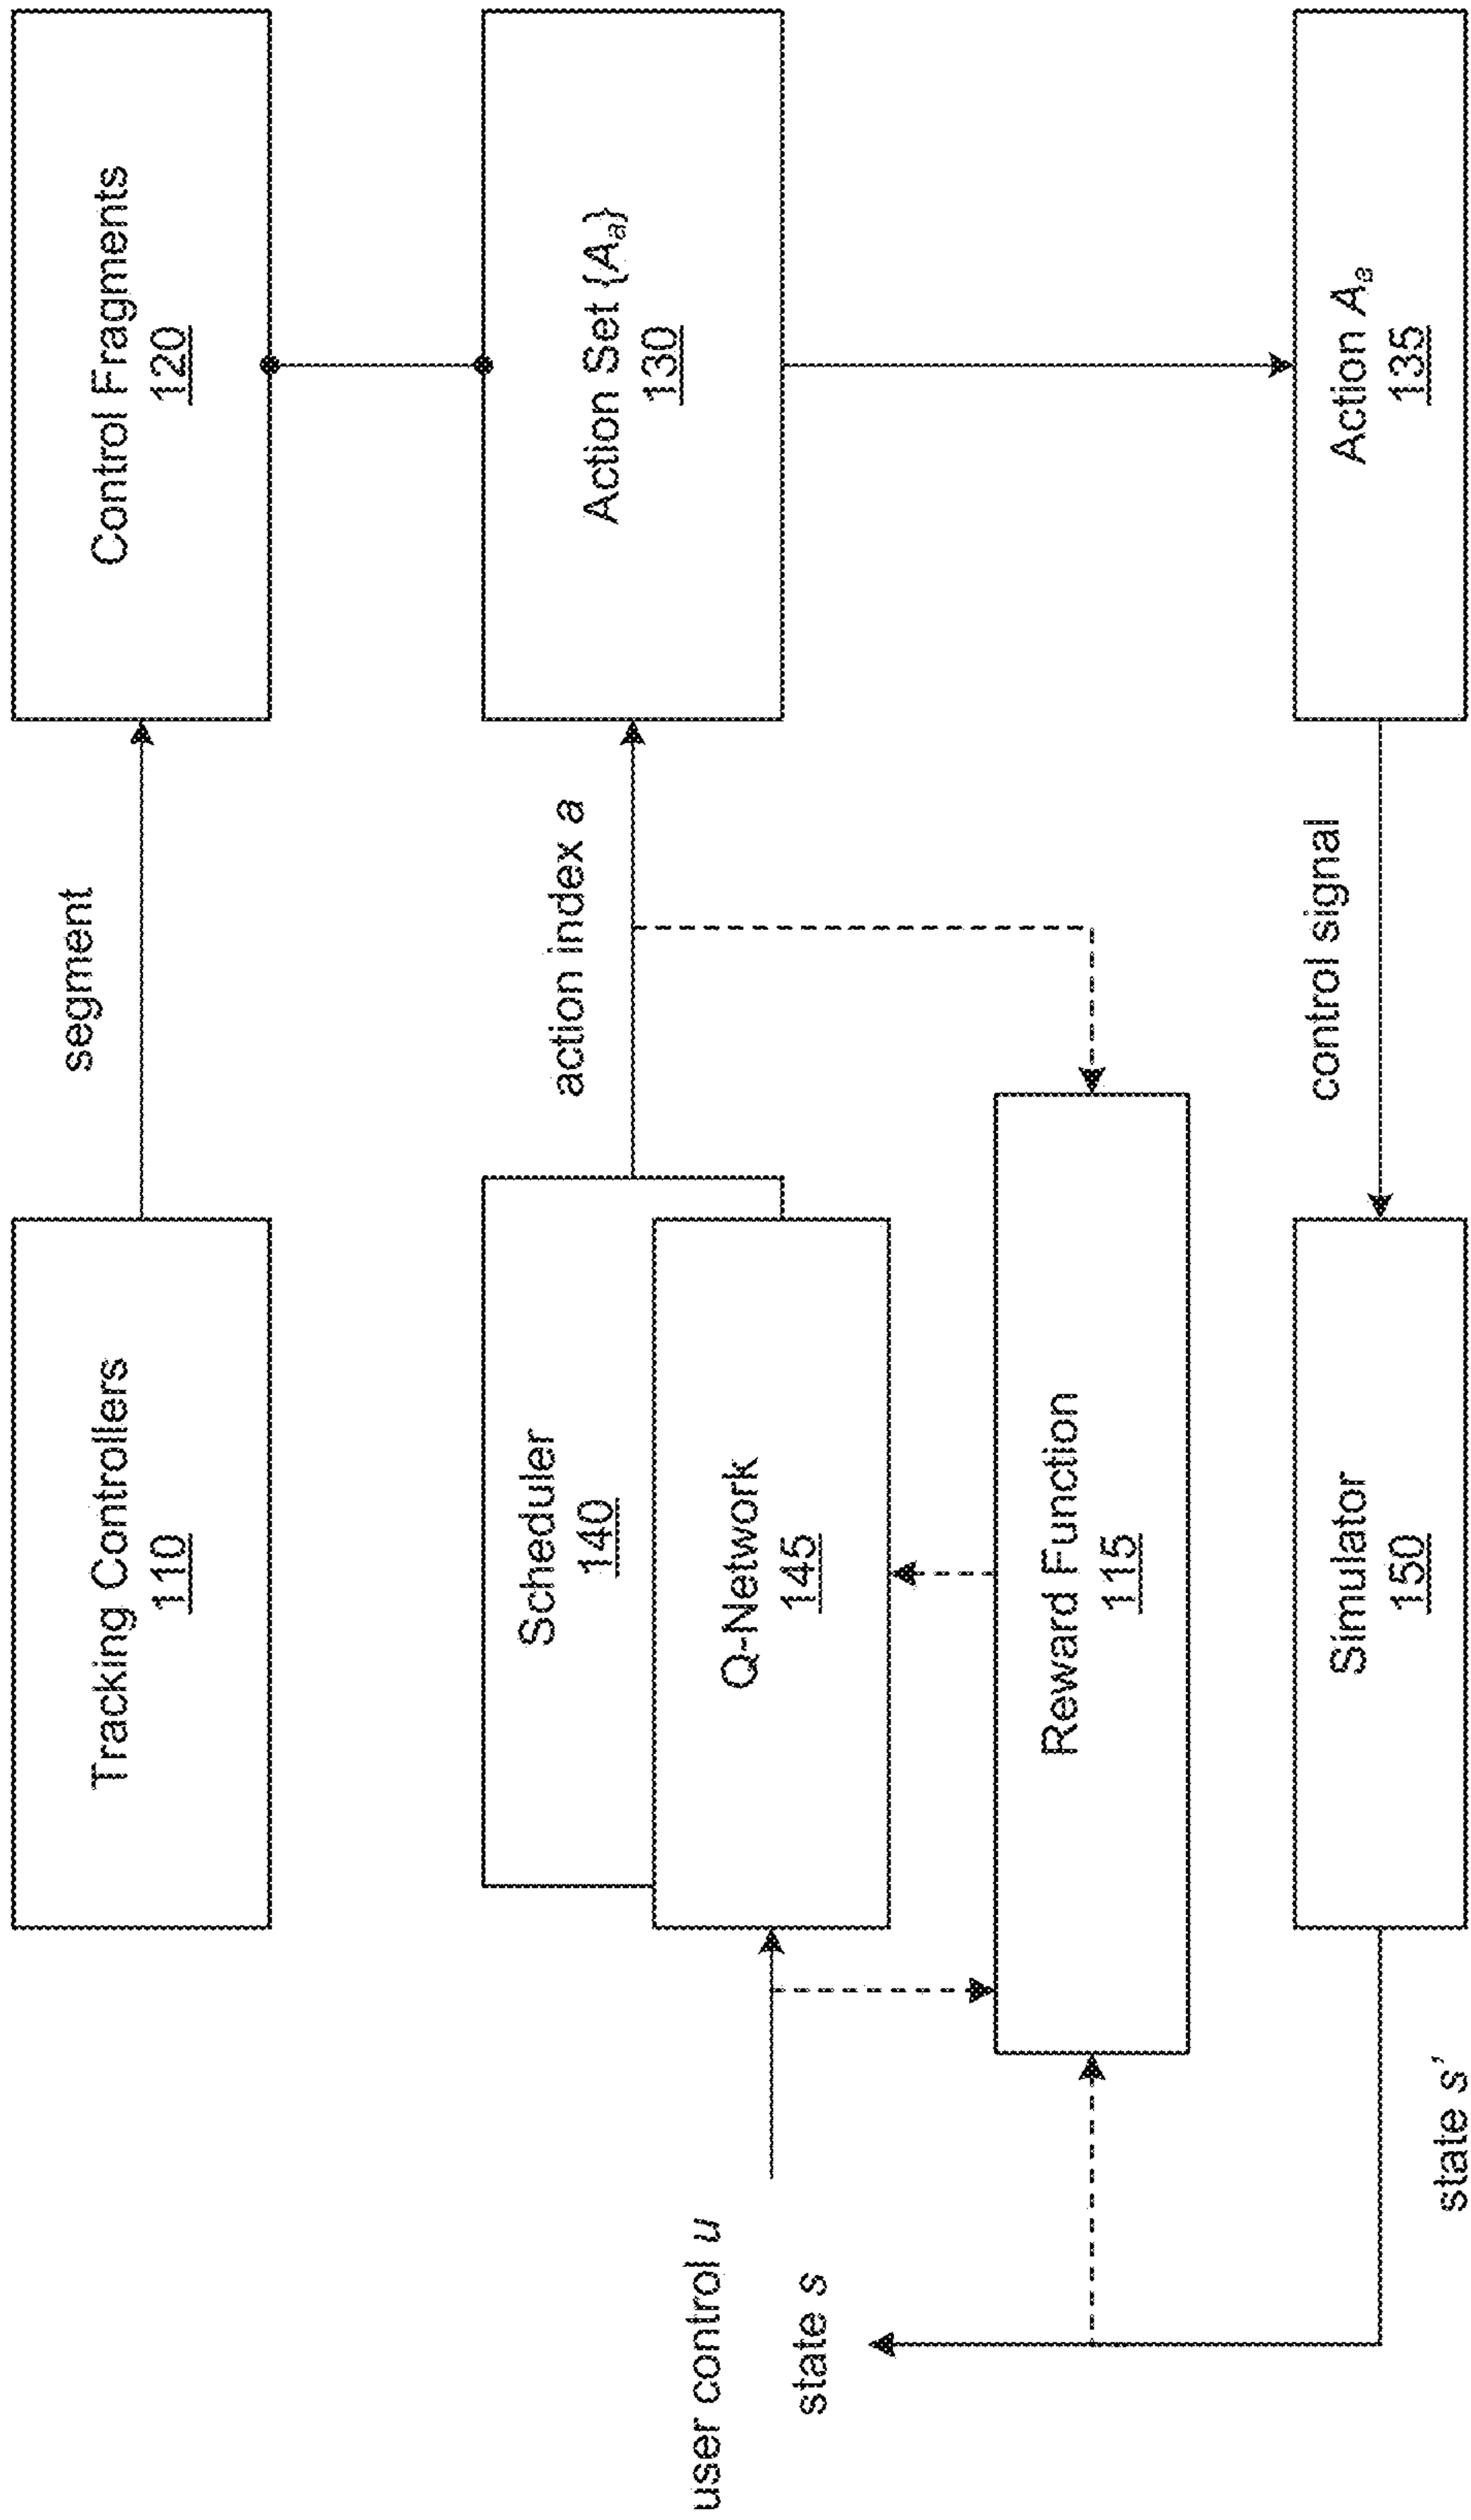 Tracking Controllers
110
segment
Control Fragments
120
Scheduler
140
action index a
Action Set {Aa}
130
user control u
state s
Q-Network
145
Reward Function
115
Simulator
150
control signal
Action Aa
135
state s'